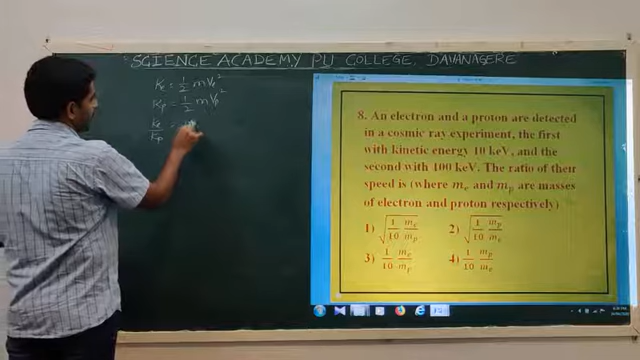 SCIENCE ACADEMY PU COLLEGE, DAVANAGERE
Ke = 1/2 m Ve²
Kp = 1/2 m Vp²
Ke/Kp =
8. An electron and a proton are detected
in a cosmic ray experiment, the first
with kinetic energy 10 keV, and the
second with 100 keV. The ratio of their
speed is (where mₑ and mₚ are masses
of electron and proton respectively)
1) √(1/10 mₑ/mₚ) 2) √(1/10 mₚ/mₑ)
3) 1/10 mₑ/mₚ 4) 1/10 mₚ/mₑ